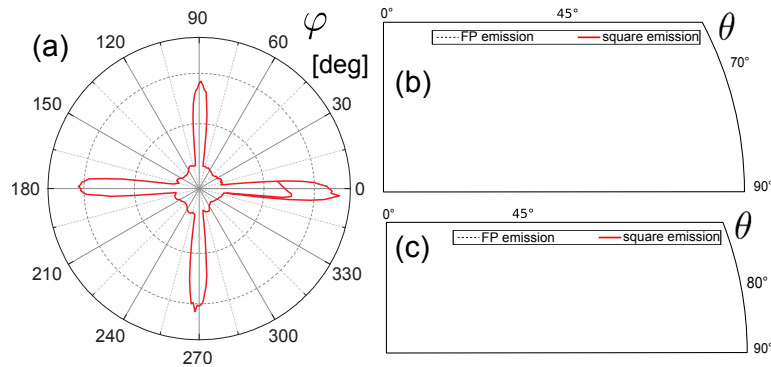 (a)
φ
[deg]
90
60
30
0
330
300
270
240
210
180
150
120
0° 45° θ
FP emission square emission
(b)
70°
90°
0° 45° θ
FP emission square emission
(c)
80°
90°